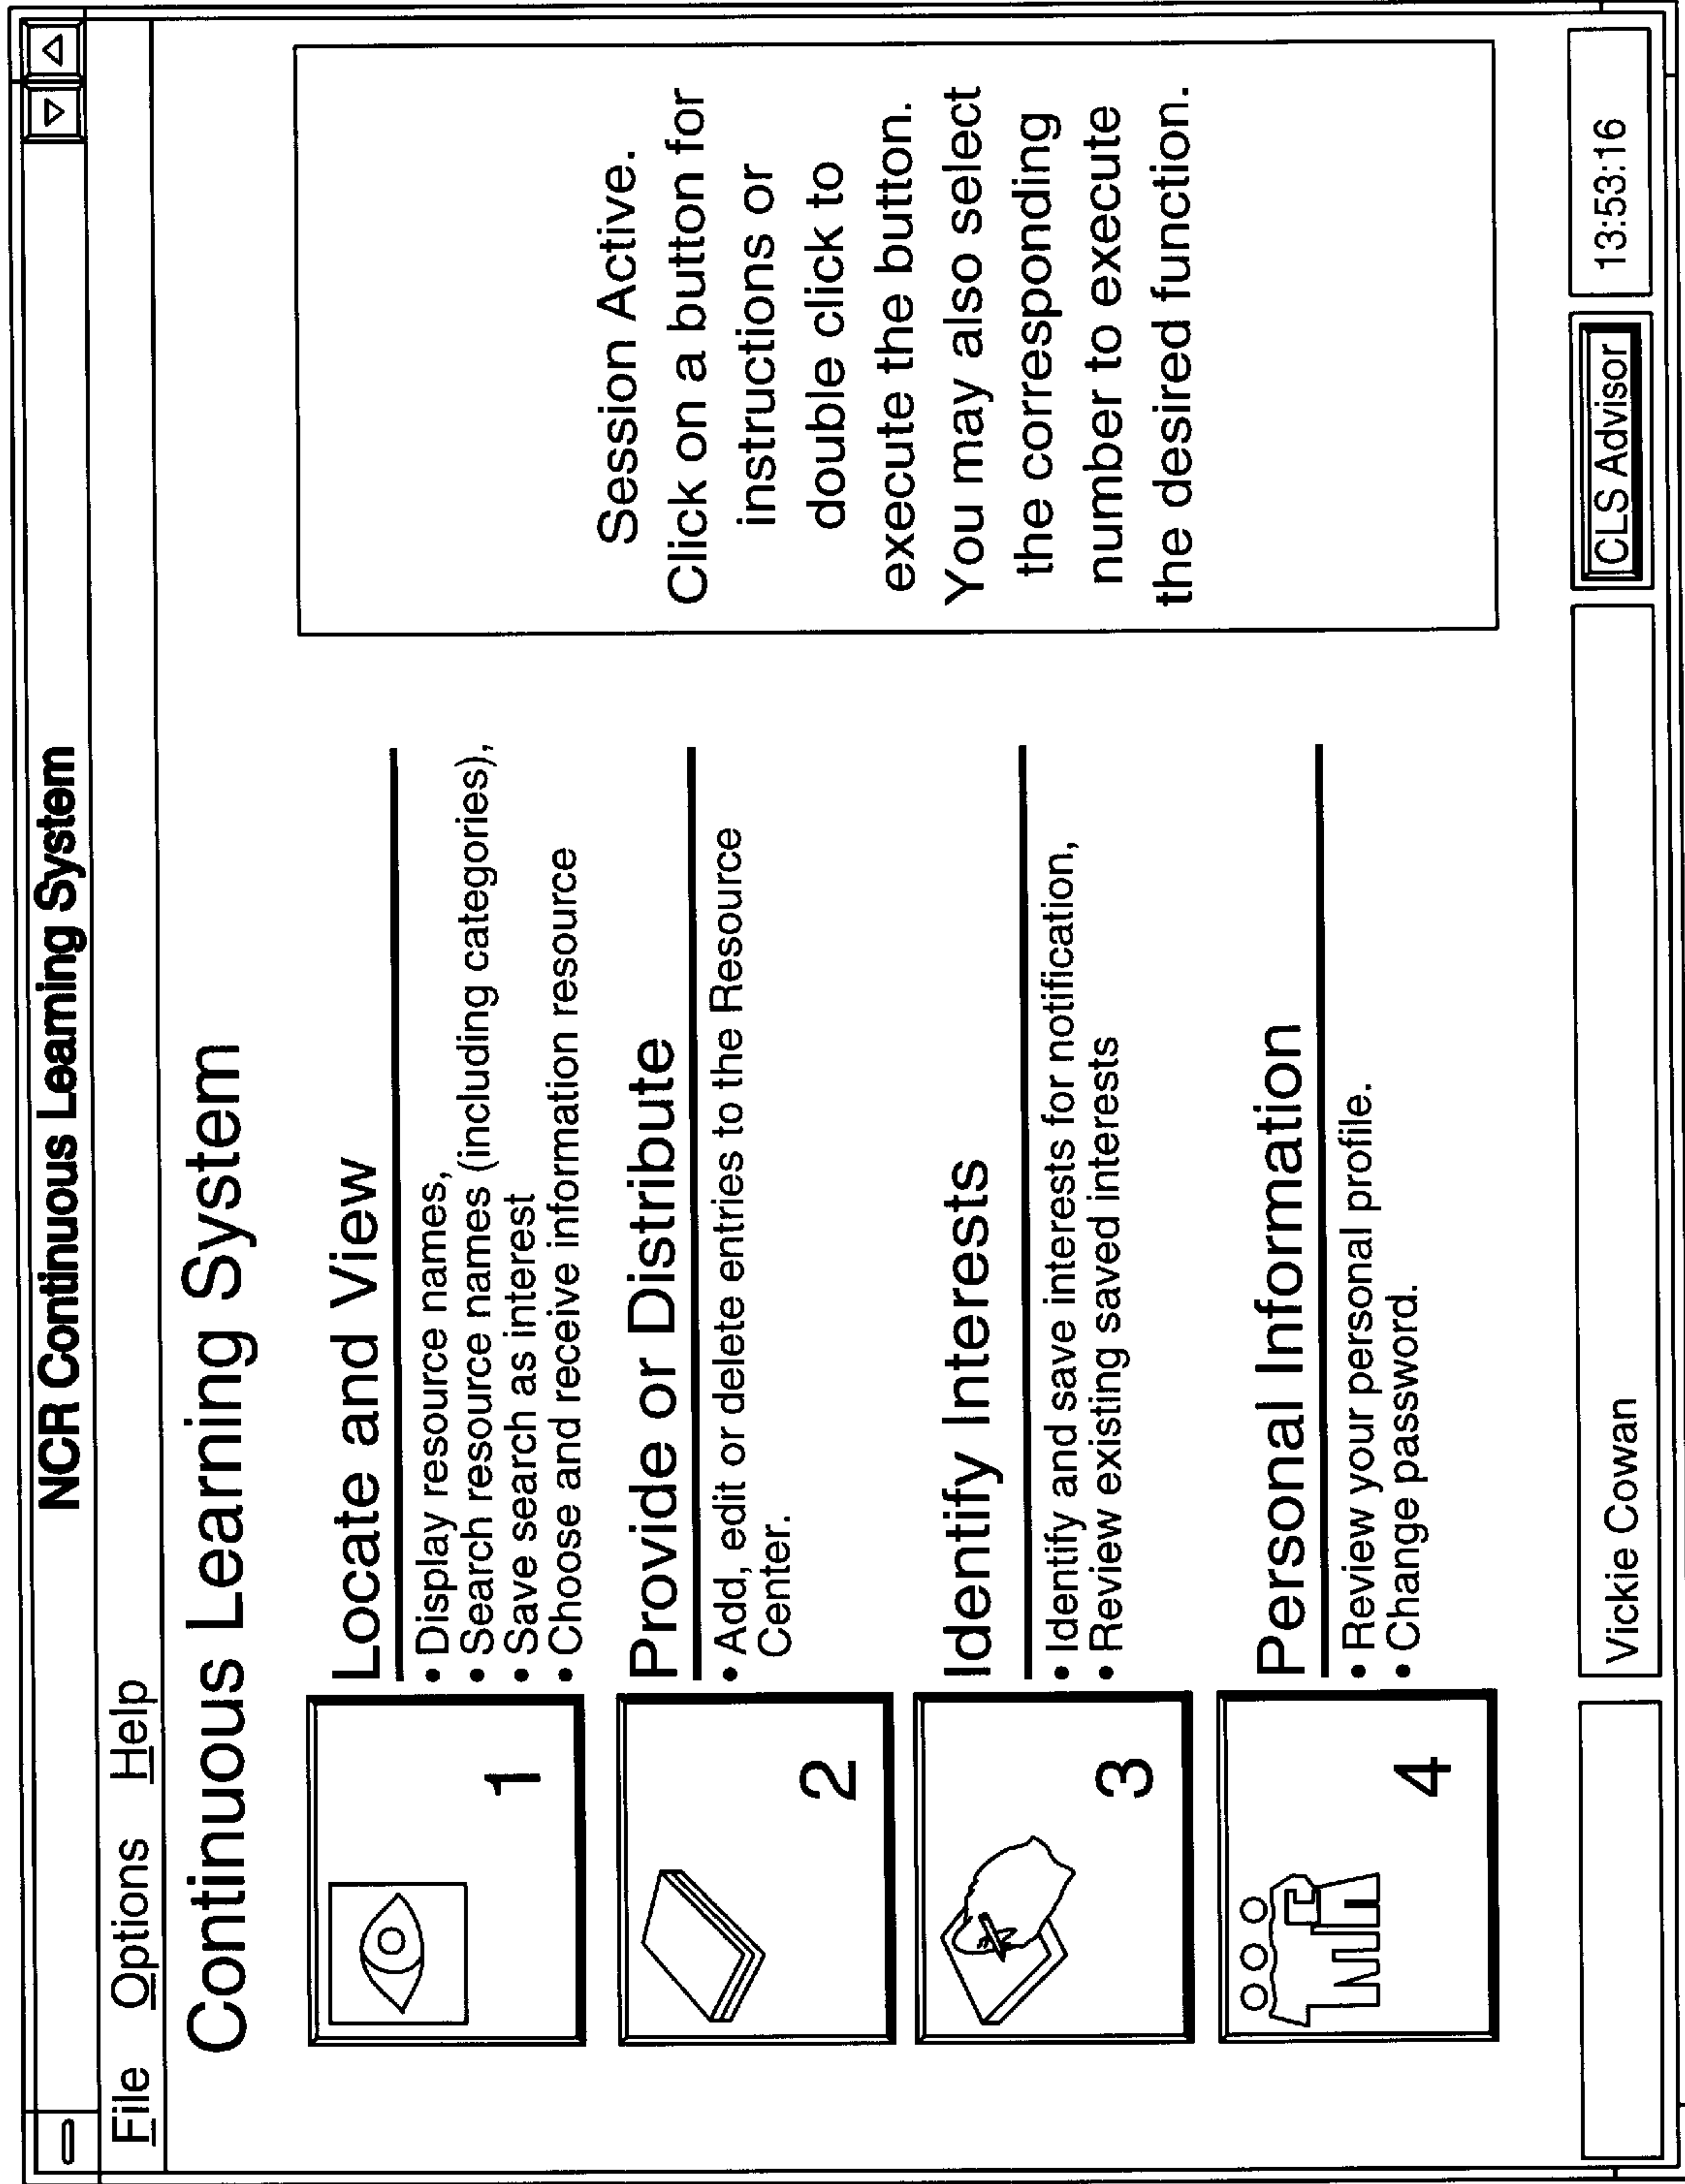 NCR Continuous Learning System
File Options Help
Continuous Learning System
1
Locate and View
• Display resource names,
• Search resource names (including categories),
• Save search as interest
• Choose and receive information resource
2
Provide or Distribute
• Add, edit or delete entries to the Resource
Center.
3
Identify Interests
• Identify and save interests for notification,
• Review existing saved interests
4
Personal Information
• Review your personal profile.
• Change password.
Session Active.
Click on a button for
instructions or
double click to
execute the button.
You may also select
the corresponding
number to execute
the desired function.
Vickie Cowan
CLS Advisor
13:53:16